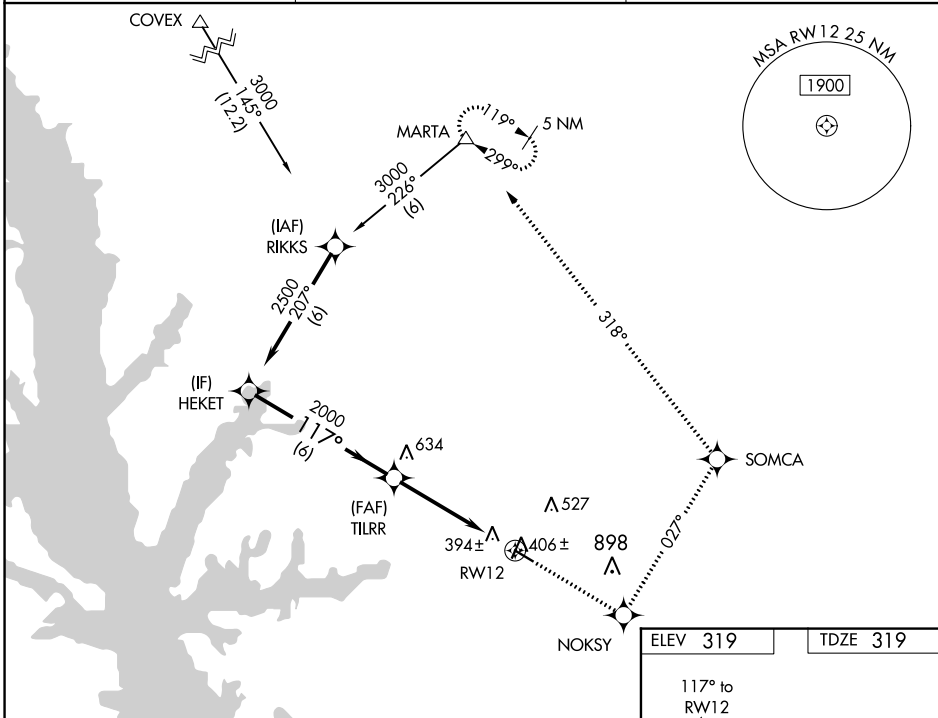 COVEX
3000
145°
(12.2)
MSA RW12 25 NM
1900
MARTA
119°
5 NM
299°
3000
226°
(6)
(IAF)
RIKKS
2500
207°
(6)
318°
(IF)
HEKET
2000
117°
(6)
634
SOMCA
(FAF)
TILRR
527
027°
394±
406±
898
RW12
NOKSY
ELEV 319
TDZE 319
117° to
RW12